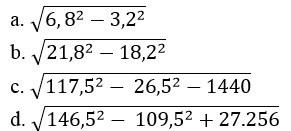 a. √6, 8² − 3,2²
b. √21,8² − 18,2²
c. √117,5² − 26,5² − 1440
d. √146,5² − 109,5² + 27.256